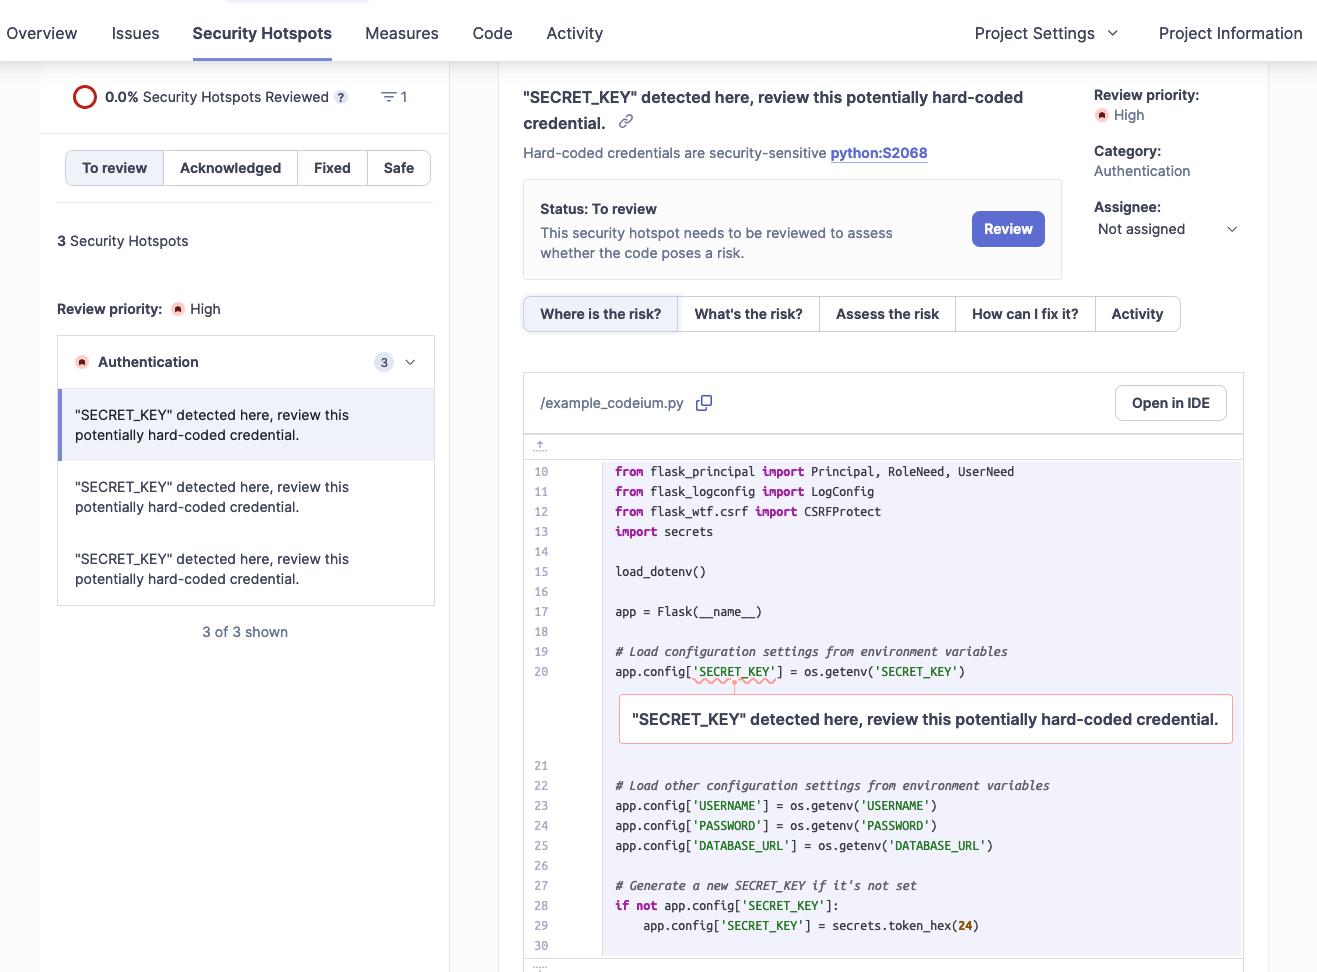 Overview Issues Security Hotspots Measures Code Activity Project Settings Project Information
0.0% Security Hotspots Reviewed ? 1
To review Acknowledged Fixed Safe
3 Security Hotspots
Review priority: High
Authentication 3
"SECRET_KEY" detected here, review this
potentially hard-coded credential.
"SECRET_KEY" detected here, review this
potentially hard-coded credential.
"SECRET_KEY" detected here, review this
potentially hard-coded credential.
3 of 3 shown
"SECRET_KEY" detected here, review this potentially hard-coded
credential.
Hard-coded credentials are security-sensitive python:S2068
Status: To review
This security hotspot needs to be reviewed to assess
whether the code poses a risk.
Review
Review priority:
High
Category:
Authentication
Assignee:
Not assigned
Where is the risk? What's the risk? Assess the risk How can I fix it? Activity
/example_codeium.py Open in IDE
10 from flask_principal import Principal, RoleNeed, UserNeed
11 from flask_logconfig import LogConfig
12 from flask_wtf.csrf import CSRFProtect
13 import secrets
14
15 load_dotenv()
16
17 app = Flask(__name__)
18
19 # Load configuration settings from environment variables
20 app.config['SECRET_KEY'] = os.getenv('SECRET_KEY')
"SECRET_KEY" detected here, review this potentially hard-coded credential.
21
22 # Load other configuration settings from environment variables
23 app.config['USERNAME'] = os.getenv('USERNAME')
24 app.config['PASSWORD'] = os.getenv('PASSWORD')
25 app.config['DATABASE_URL'] = os.getenv('DATABASE_URL')
26
27 # Generate a new SECRET_KEY if it's not set
28 if not app.config['SECRET_KEY']:
29 app.config['SECRET_KEY'] = secrets.token_hex(24)
30